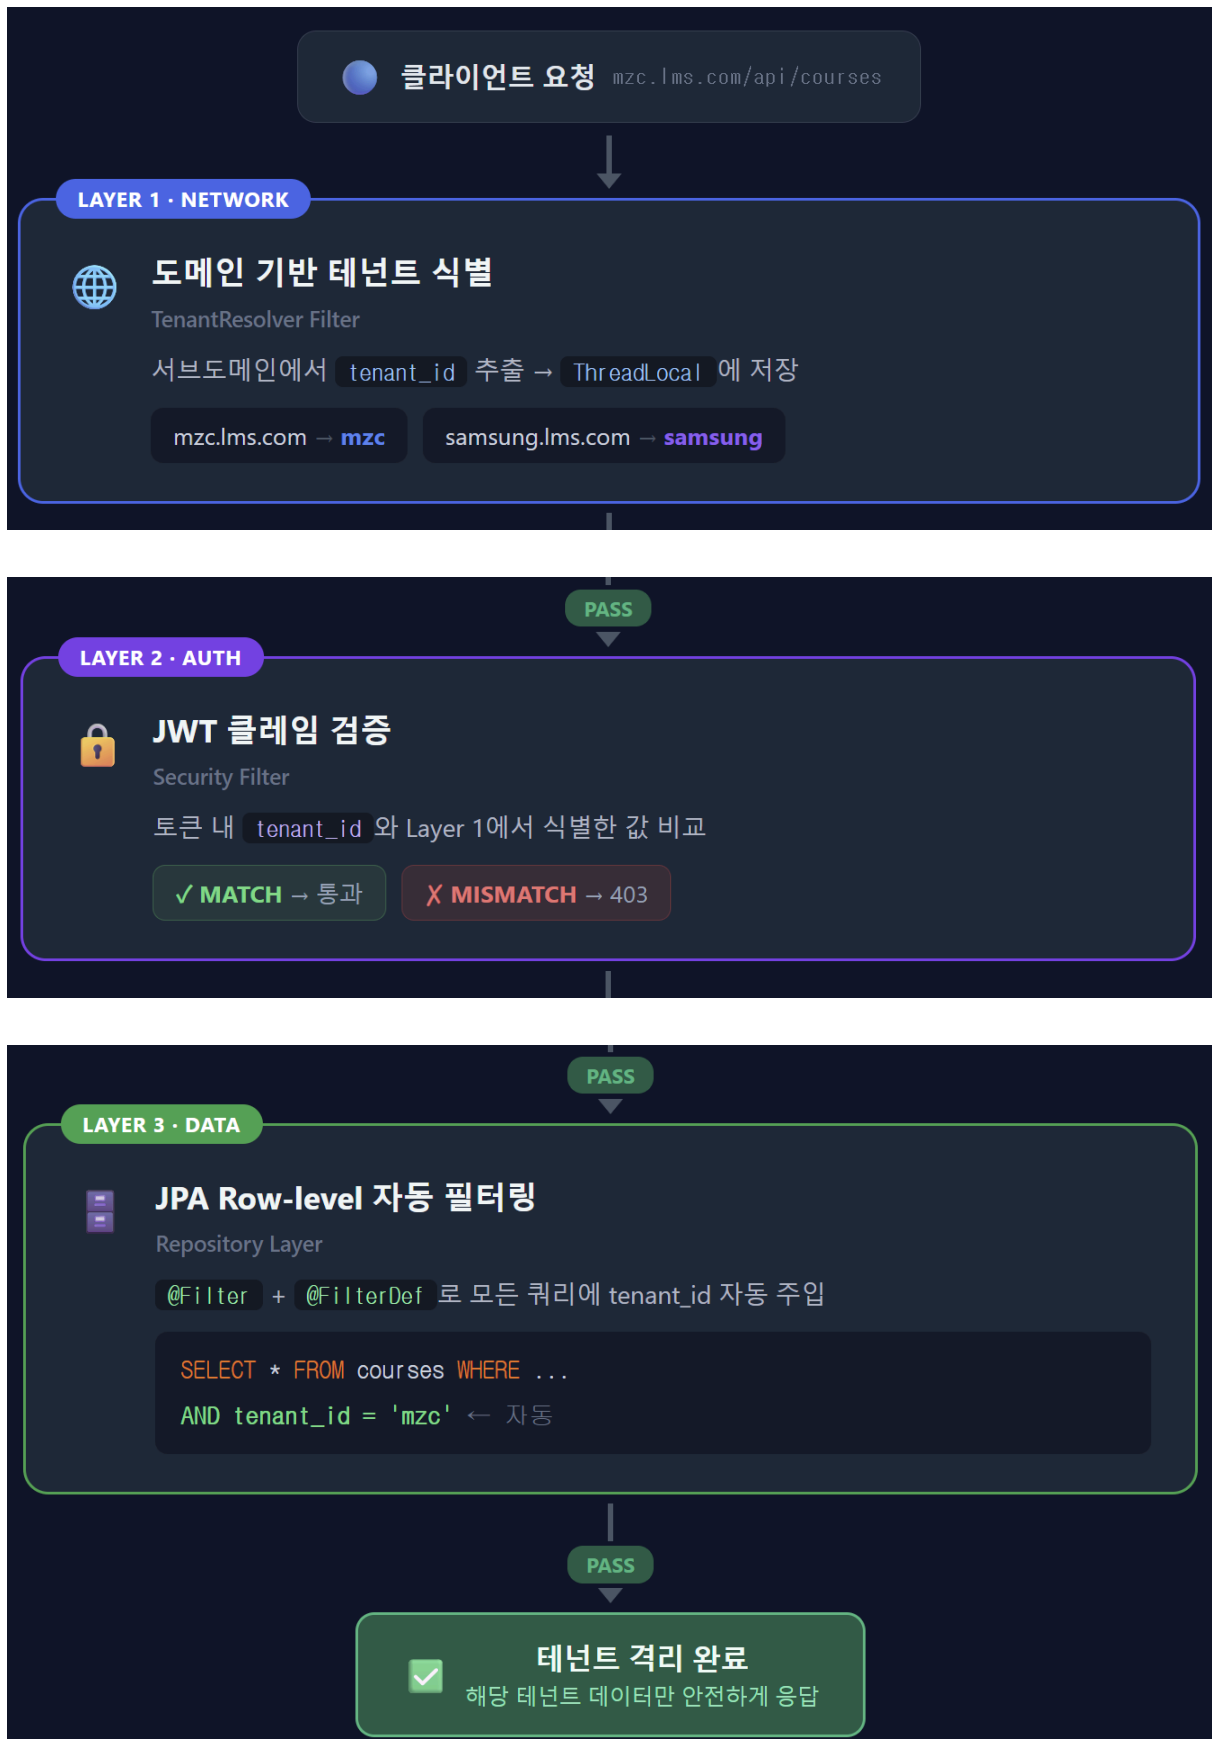 클라이언트 요청 mzc.lms.com/api/courses
LAYER 1 · NETWORK
도메인 기반 테넌트 식별
TenantResolver Filter
서브도메인에서 tenant_id 추출 → ThreadLocal에 저장
mzc.lms.com → mzc samsung.lms.com → samsung
PASS
LAYER 2 · AUTH
JWT 클레임 검증
Security Filter
토큰 내 tenant_id와 Layer 1에서 식별한 값 비교
✓ MATCH → 통과 ✗ MISMATCH → 403
PASS
LAYER 3 · DATA
JPA Row-level 자동 필터링
Repository Layer
@Filter + @FilterDef로 모든 쿼리에 tenant_id 자동 주입
SELECT * FROM courses WHERE ...
AND tenant_id = 'mzc' ← 자동
PASS
테넌트 격리 완료
해당 테넌트 데이터만 안전하게 응답